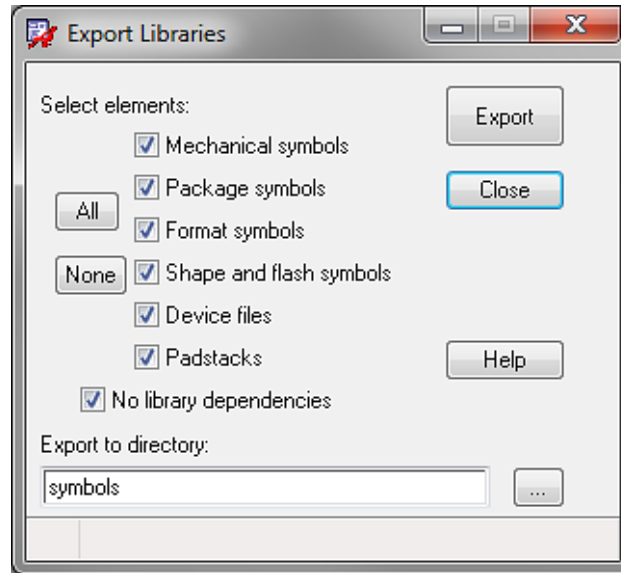 Export Libraries
Select elements:
Export
Mechanical symbols
Package symbols
Close
All
Format symbols
None
Shape and flash symbols
Device files
Padstacks
Help
No library dependencies
Export to directory:
symbols
...